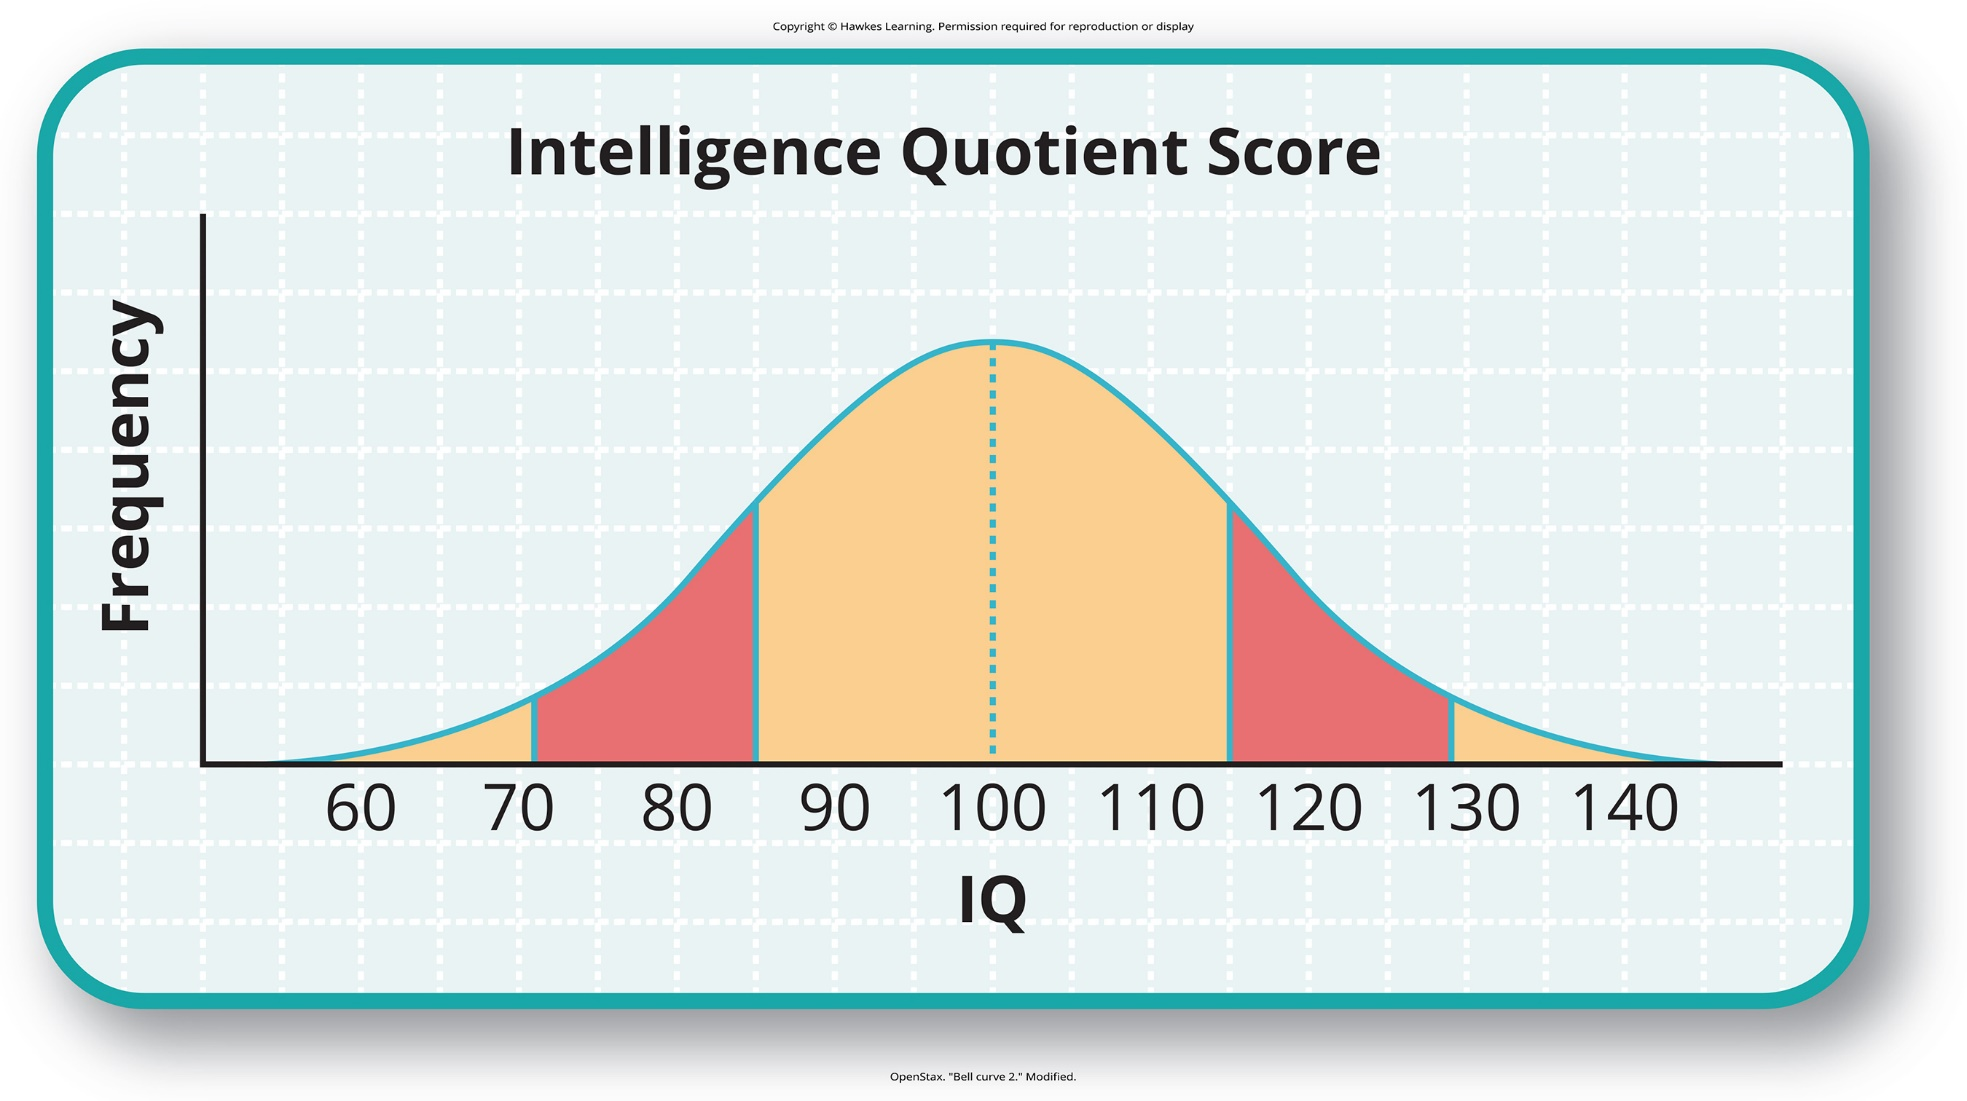 Copyright © Hawkes Learning. Permission required for reproduction or display
Intelligence Quotient Score
Frequency
60 70 80 90 100 110 120 130 140
IQ
OpenStax. "Bell curve 2." Modified.